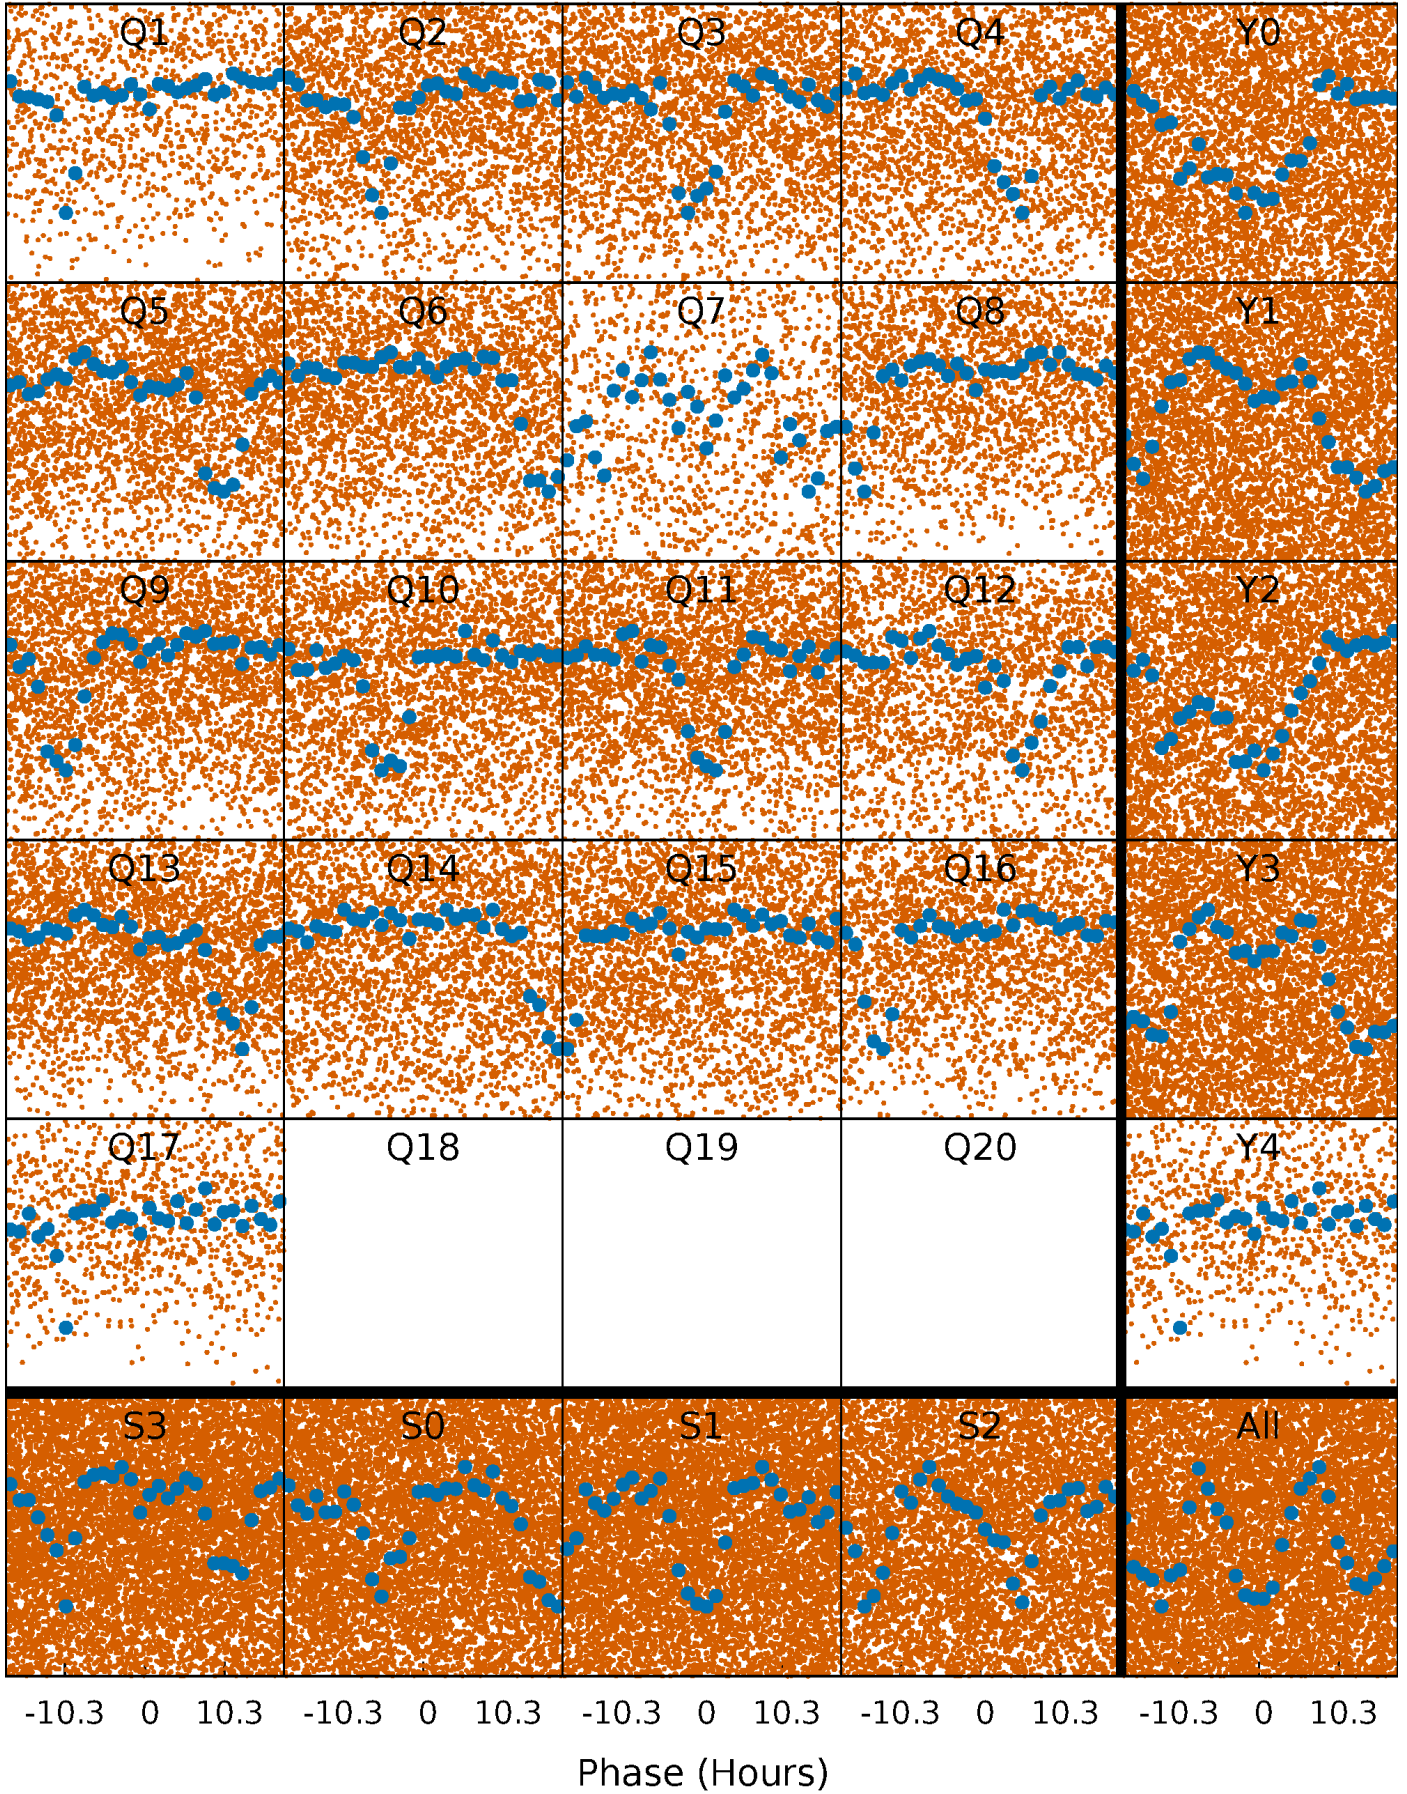 Q1 Q2 Q3 Q4 Y0
Q5 Q6 Q7 Q8 Y1
Q9 Q10 Q11 Q12 Y2
Q13 Q14 Q15 Q16 Y3
Q17 Q18 Q19 Q20 Y4
S3 S0 S1 S2 All
-10.3 0 10.3 -10.3 0 10.3 -10.3 0 10.3 -10.3 0 10.3 -10.3 0 10.3
Phase (Hours)